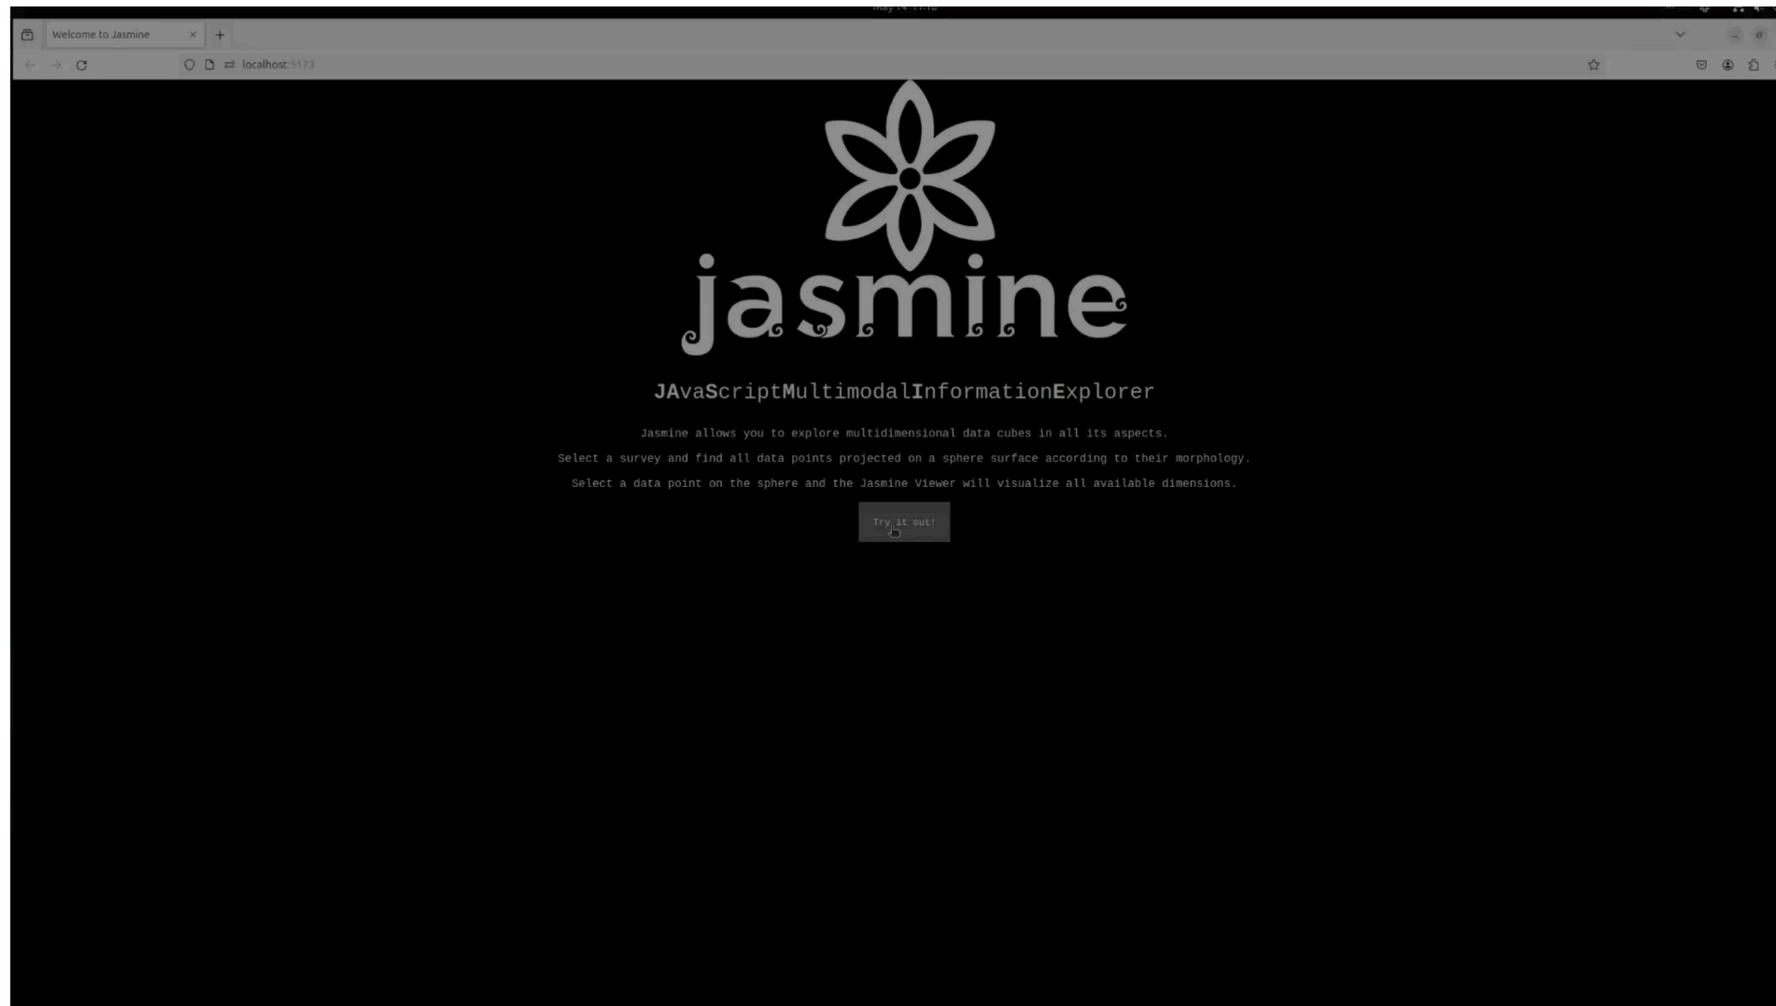 Welcome to Jasmine
localhost:5173
jasmine
JAvaScriptMultimodalInformationExplorer
Jasmine allows you to explore multidimensional data cubes in all its aspects.
Select a survey and find all data points projected on a sphere surface according to their morphology.
Select a data point on the sphere and the Jasmine Viewer will visualize all available dimensions.
Try it out!